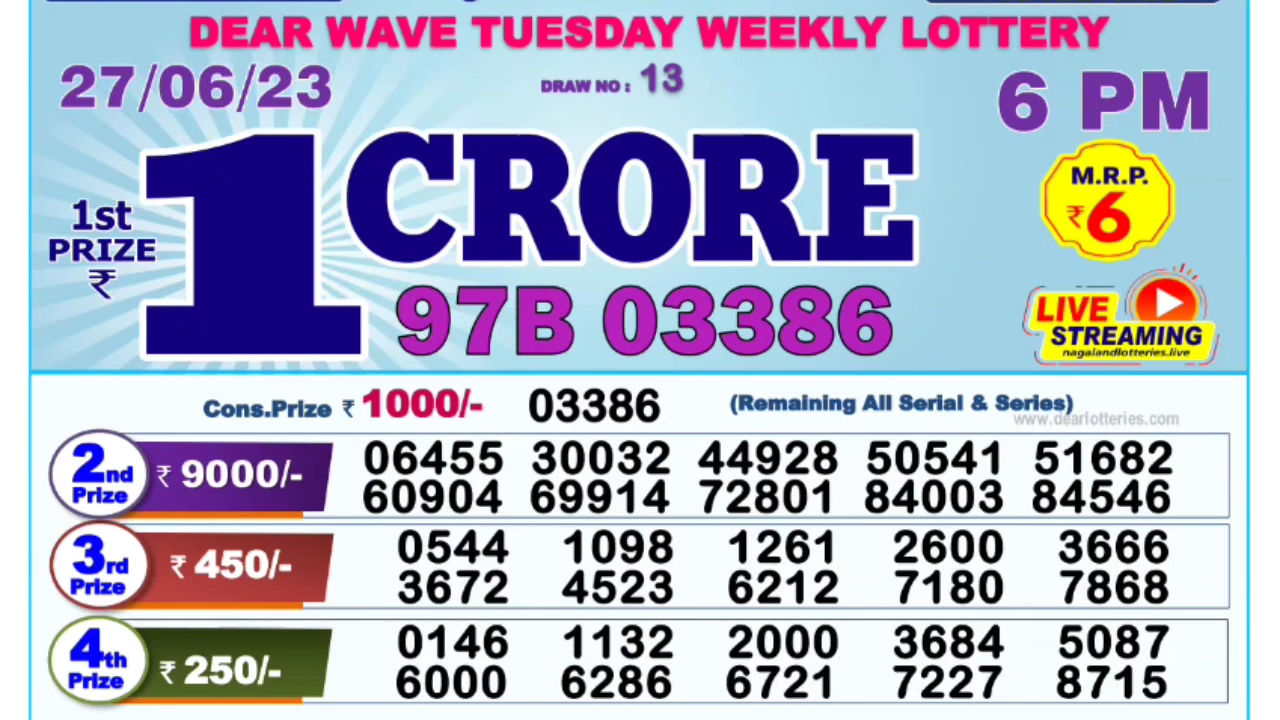 DEAR WAVE TUESDAY WEEKLY LOTTERY
27/06/23
DRAW NO : 13
6 PM
1st
PRIZE
₹
1 CRORE
97B 03386
M.R.P.
₹6
LIVE
STREAMING
nagalandlotteries.live
Cons.Prize ₹ 1000/- 03386 (Remaining All Serial & Series)
www.dearlotteries.com
2nd Prize ₹ 9000/-
06455 30032 44928 50541 51682
60904 69914 72801 84003 84546
3rd Prize ₹ 450/-
0544 1098 1261 2600 3666
3672 4523 6212 7180 7868
4th Prize ₹ 250/-
0146 1132 2000 3684 5087
6000 6286 6721 7227 8715